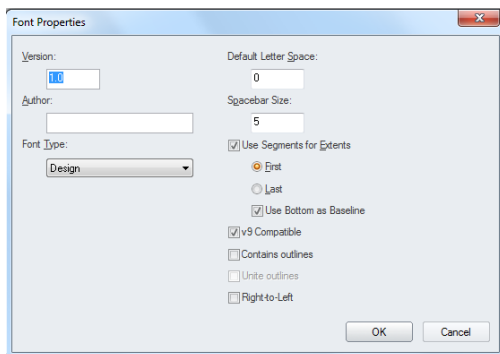 Font Properties
Version:
1.0
Author:
Font Type:
Design
Default Letter Space:
0
Spacebar Size:
5
Use Segments for Extents
First
Last
Use Bottom as Baseline
v9 Compatible
Contains outlines
Unite outlines
Right-to-Left
OK
Cancel